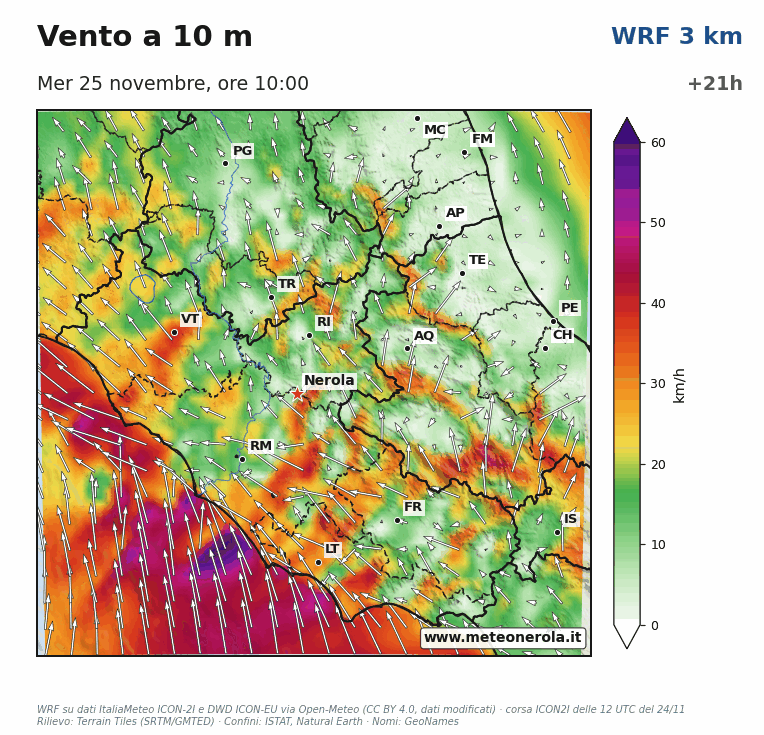 Vento a 10 m
WRF 3 km
Mer 25 novembre, ore 10:00
+21h
MC
FM
PG
AP
TE
TR
PE
VT
RI
CH
AQ
Nerola
RM
FR
IS
LT
www.meteonerola.it
60
50
40
30
20
10
0
km/h
WRF su dati ItaliaMeteo ICON-2I e DWD ICON-EU via Open-Meteo (CC BY 4.0, dati modificati) · corsa ICON2I delle 12 UTC del 24/11
Rilievo: Terrain Tiles (SRTM/GMTED) · Confini: ISTAT, Natural Earth · Nomi: GeoNames